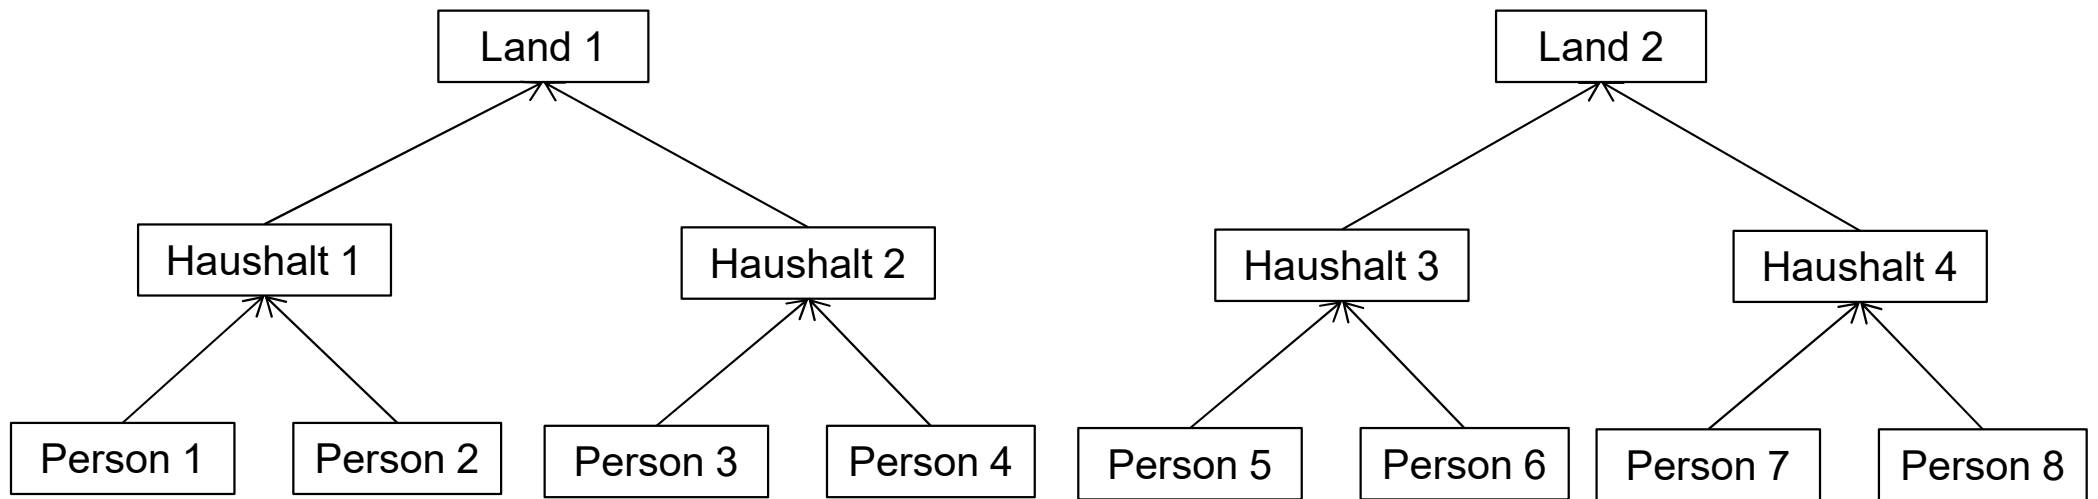 Land 1
Land 2
Haushalt 1
Haushalt 2
Haushalt 3
Haushalt 4
Person 1
Person 2
Person 3
Person 4
Person 5
Person 6
Person 7
Person 8